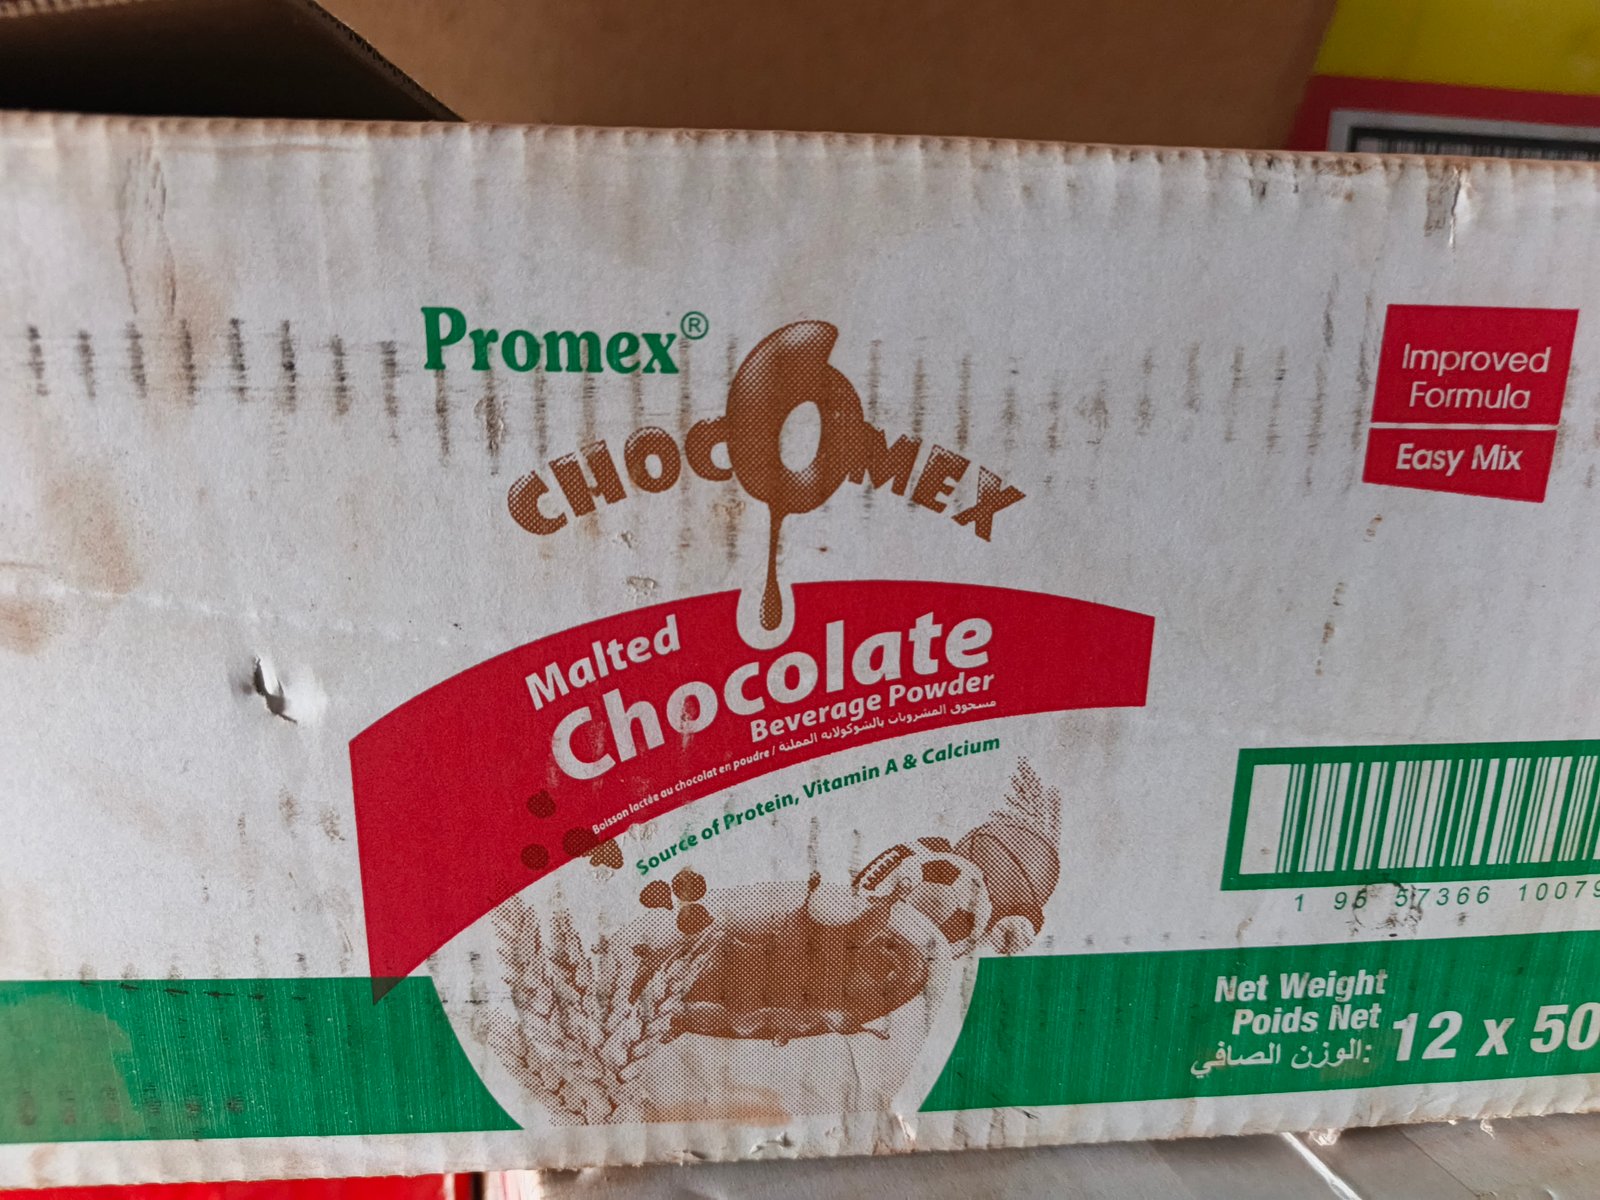 Promex®
CHOCOMEX
Improved
Formula
Easy Mix
Malted
Chocolate
Beverage Powder
Boisson lactée au chocolat en poudre / مسحوق المشروبات بالشوكولاته المملتة
Source of Protein, Vitamin A & Calcium
1 95 57366 10079
Net Weight
Poids Net
الوزن الصافي:
12 x 50